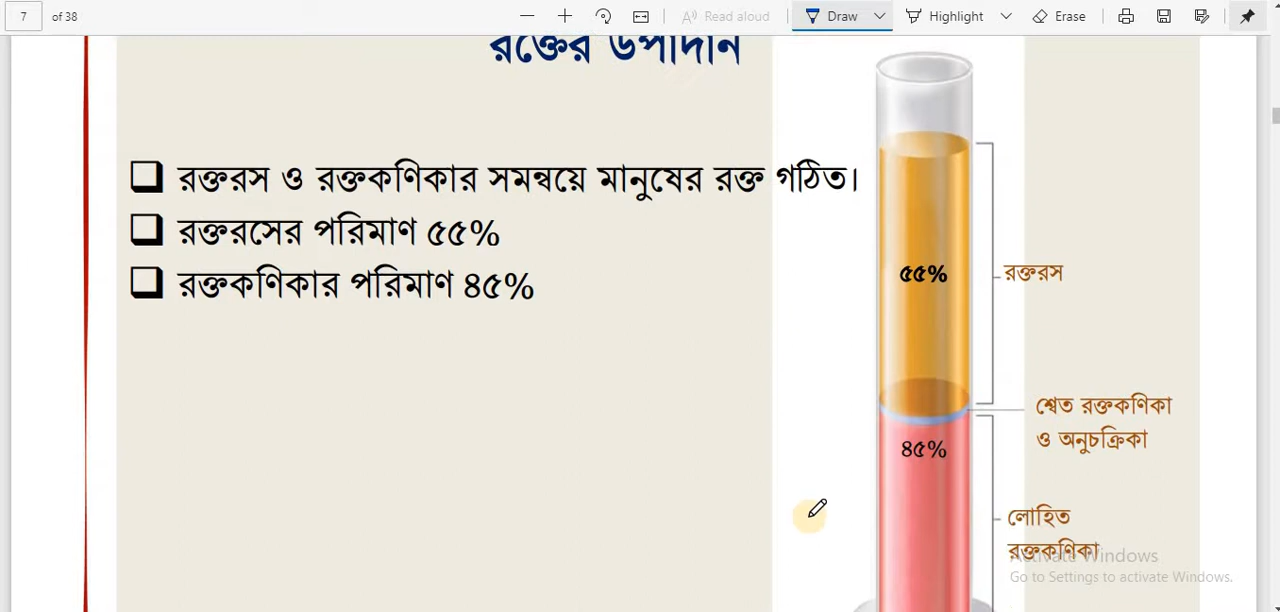 7 of 38 Read aloud Draw Highlight Erase
রক্তের উপাদান
রক্তরস ও রক্তকণিকার সমন্বয়ে মানুষের রক্ত গঠিত।
রক্তরসের পরিমাণ ৫৫%
রক্তকণিকার পরিমাণ ৪৫%
৫৫%
রক্তরস
শ্বেত রক্তকণিকা
ও অনুচক্রিকা
৪৫%
লোহিত
রক্তকণিকা
Activate Windows
Go to Settings to activate Windows.